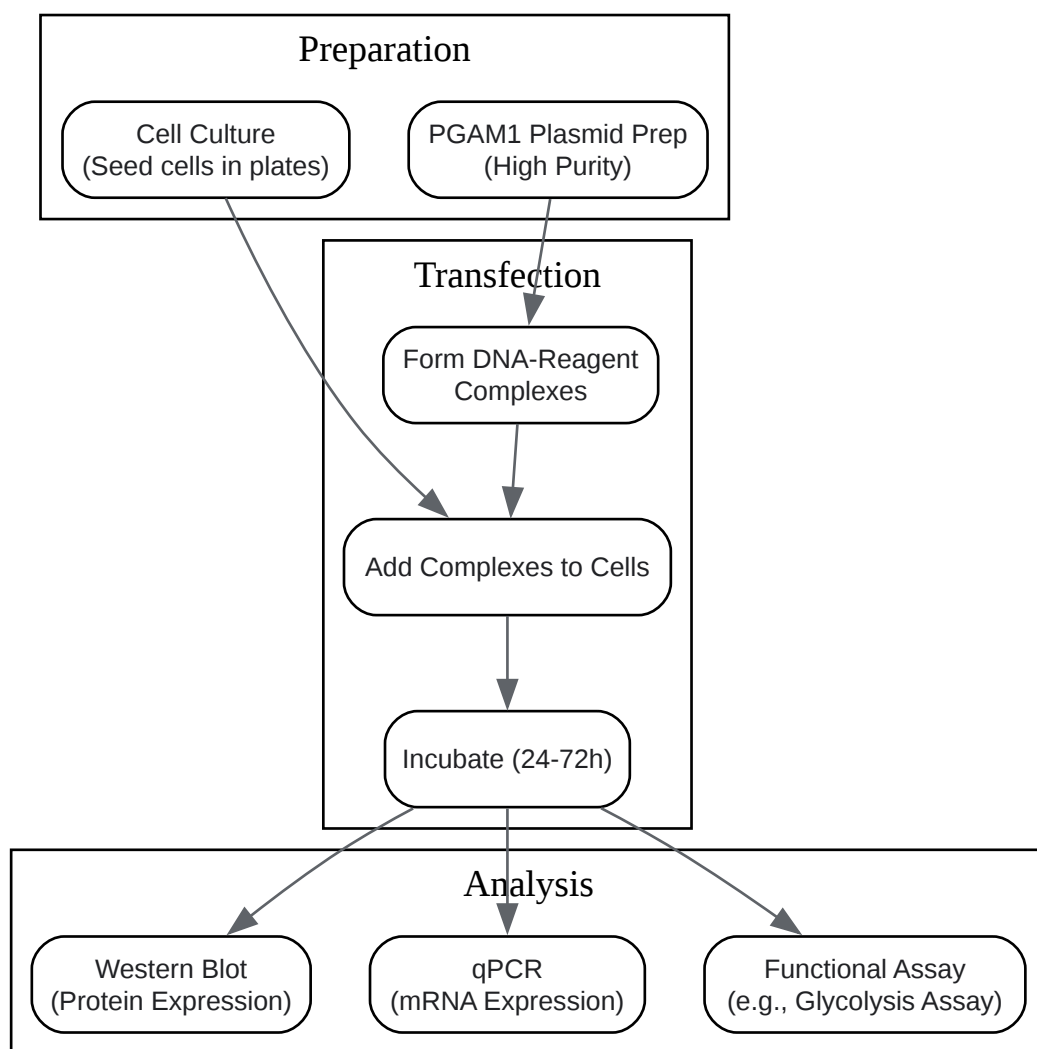 Preparation
Cell Culture
(Seed cells in plates)
PGAM1 Plasmid Prep
(High Purity)
Transfection
Form DNA-Reagent
Complexes
Add Complexes to Cells
Incubate (24-72h)
Analysis
Western Blot
(Protein Expression)
qPCR
(mRNA Expression)
Functional Assay
(e.g., Glycolysis Assay)